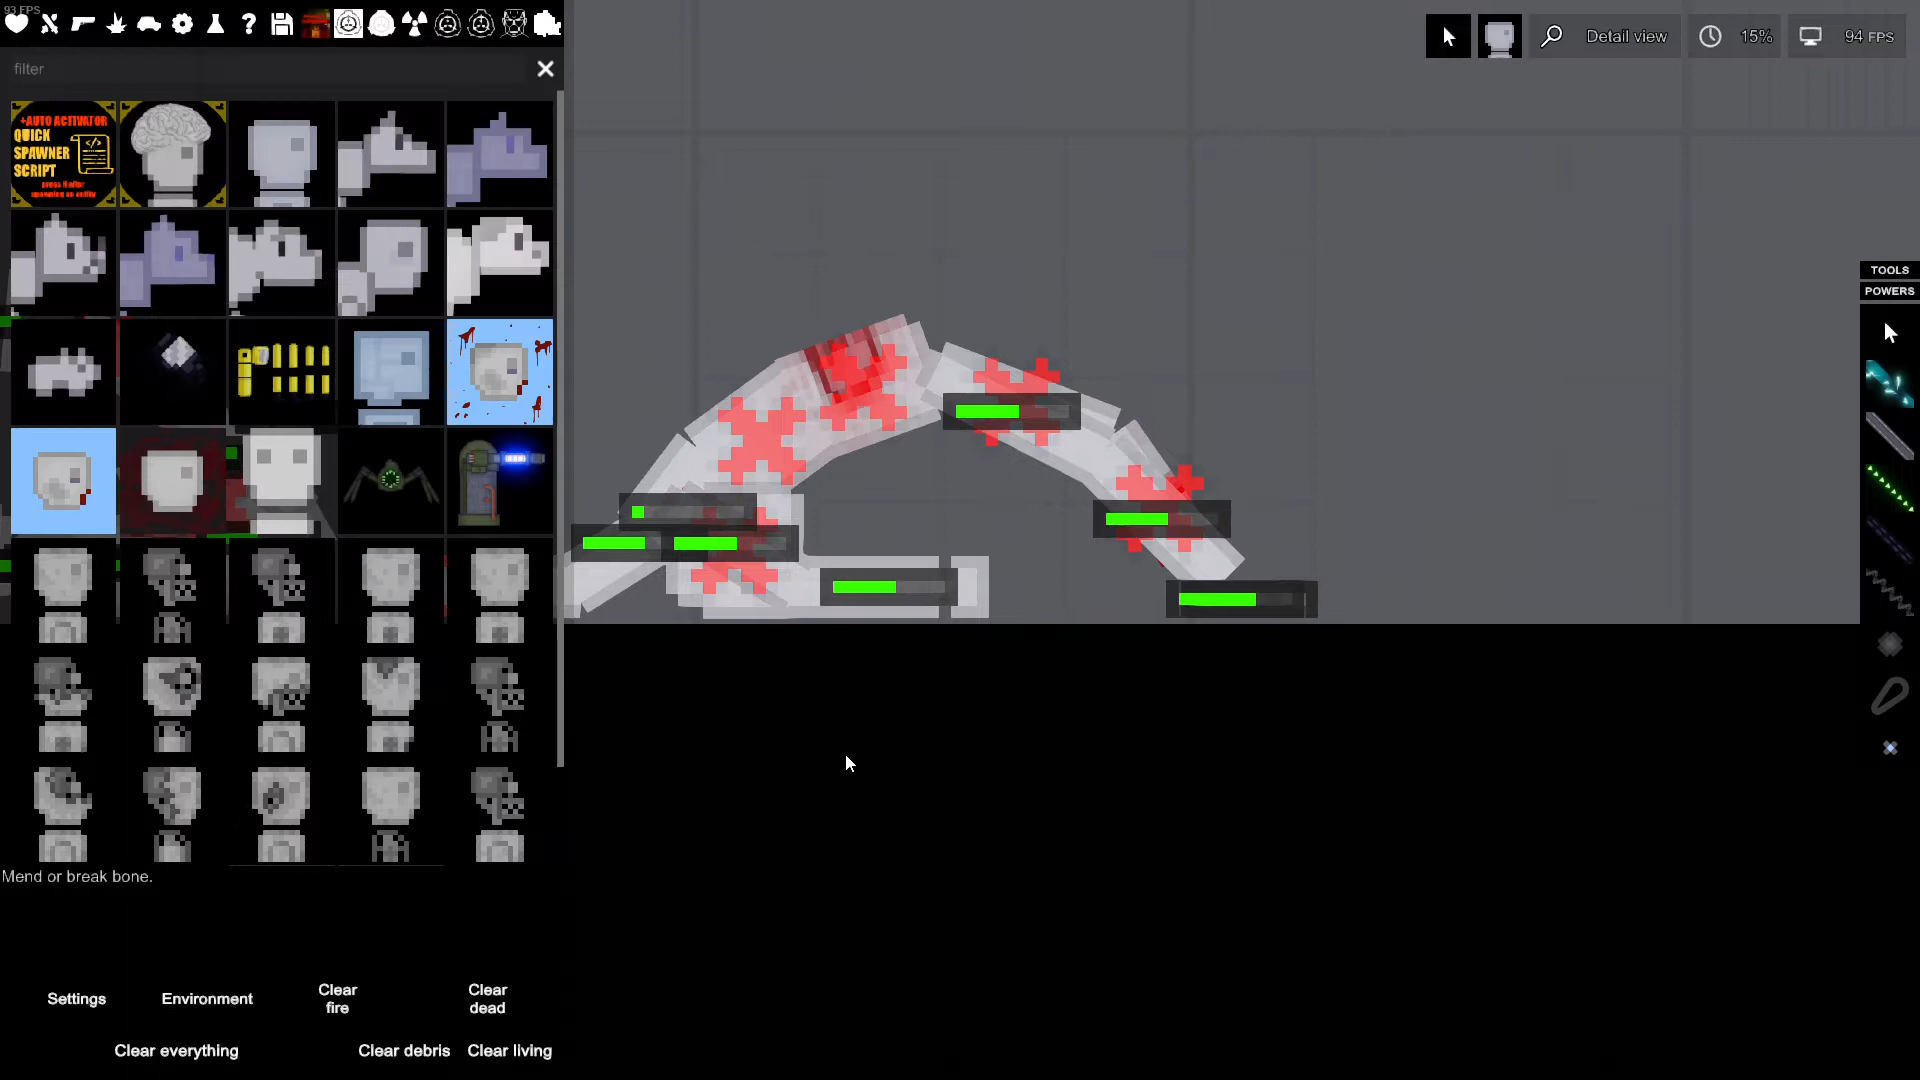 93 FPS
filter
+AUTO ACTIVATOR
QUICK
SPAWNER
SCRIPT
Detail view
15%
94 FPS
TOOLS
POWERS
Mend or break bone.
Settings
Environment
Clear
fire
Clear
dead
Clear everything
Clear debris
Clear living